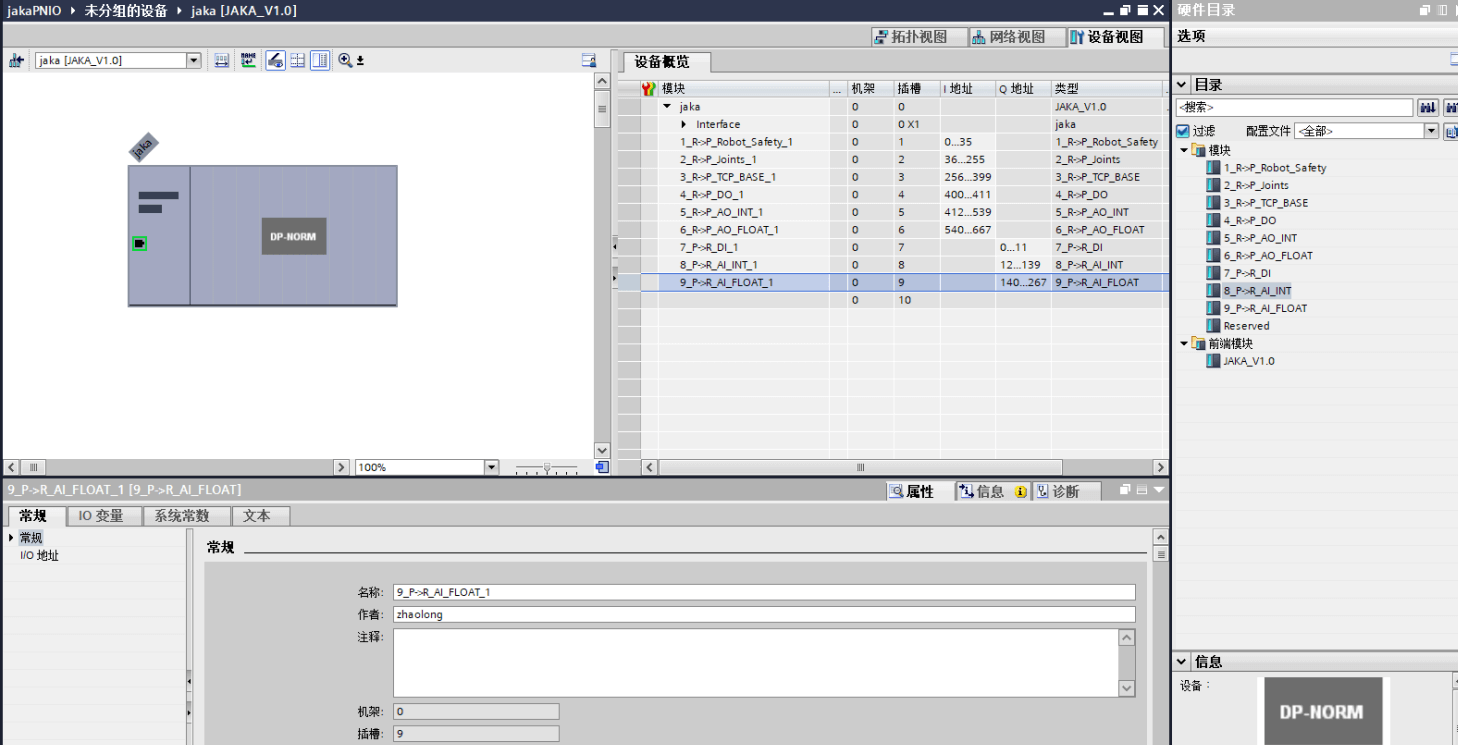 jakaPNIO ▸ 未分组的设备 ▸ jaka [JAKA_V1.0]
拓扑视图 网络视图 设备视图
jaka [JAKA_V1.0]
jaka
DP-NORM
100%
设备概览
模块 ... 机架 插槽 I 地址 Q 地址 类型
jaka 0 0 JAKA_V1.0
Interface 0 0 X1 jaka
1_R->P_Robot_Safety_1 0 1 0...35 1_R->P_Robot_Safety
2_R->P_Joints_1 0 2 36...255 2_R->P_Joints
3_R->P_TCP_BASE_1 0 3 256...399 3_R->P_TCP_BASE
4_R->P_DO_1 0 4 400...411 4_R->P_DO
5_R->P_AO_INT_1 0 5 412...539 5_R->P_AO_INT
6_R->P_AO_FLOAT_1 0 6 540...667 6_R->P_AO_FLOAT
7_P->R_DI_1 0 7 0...11 7_P->R_DI
8_P->R_AI_INT_1 0 8 12...139 8_P->R_AI_INT
9_P->R_AI_FLOAT_1 0 9 140...267 9_P->R_AI_FLOAT
0 10
9_P->R_AI_FLOAT_1 [9_P->R_AI_FLOAT]
属性 信息 诊断
常规 IO 变量 系统常数 文本
常规
I/O 地址
常规
名称: 9_P->R_AI_FLOAT_1
作者: zhaolong
注释:
机架: 0
插槽: 9
硬件目录
选项
目录
<搜索>
过滤 配置文件 <全部>
模块
1_R->P_Robot_Safety
2_R->P_Joints
3_R->P_TCP_BASE
4_R->P_DO
5_R->P_AO_INT
6_R->P_AO_FLOAT
7_P->R_DI
8_P->R_AI_INT
9_P->R_AI_FLOAT
Reserved
前端模块
JAKA_V1.0
信息
设备:
DP-NORM